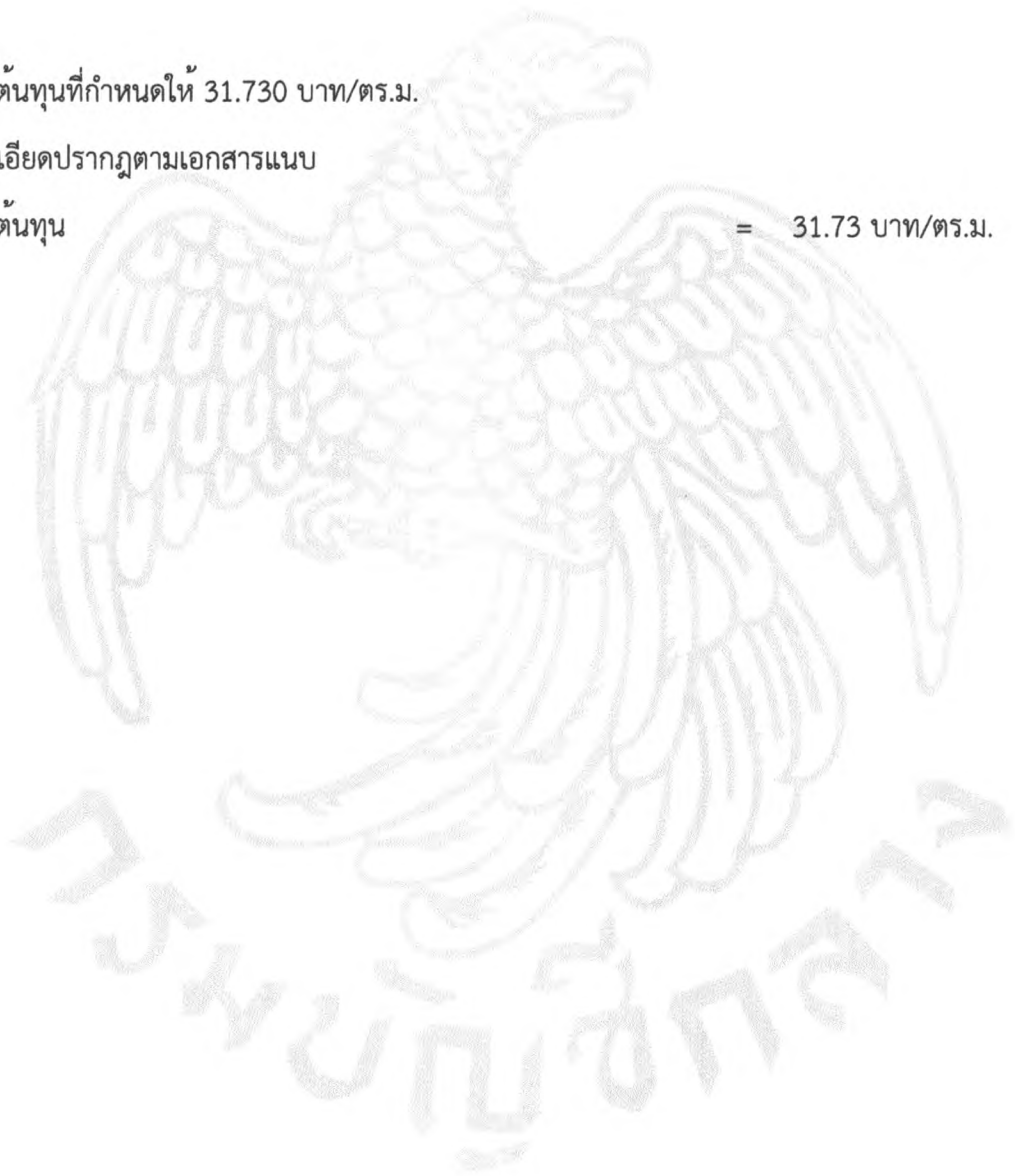 ต้นทุนที่กำหนดให้ 31.730 บาท/ตร.ม.
เอียดปรากฎตามเอกสารแนบ
ต้นทุน = 31.73 บาท/ตร.ม.
กรมบัญชีกลาง